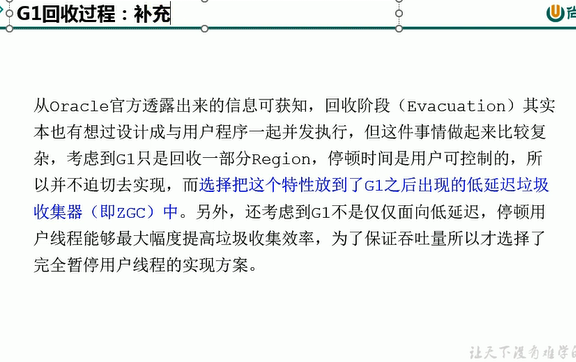 G1回收过程：补充
尚
从Oracle官方透露出来的信息可获知，回收阶段（Evacuation）其实
本也有想过设计成与用户程序一起并发执行，但这件事情做起来比较复
杂，考虑到G1只是回收一部分Region，停顿时间是用户可控制的，所
以并不迫切去实现，而选择把这个特性放到了G1之后出现的低延迟垃圾
收集器（即ZGC）中。另外，还考虑到G1不是仅仅面向低延迟，停顿用
户线程能够最大幅度提高垃圾收集效率，为了保证吞吐量所以才选择了
完全暂停用户线程的实现方案。
让天下没有难学的